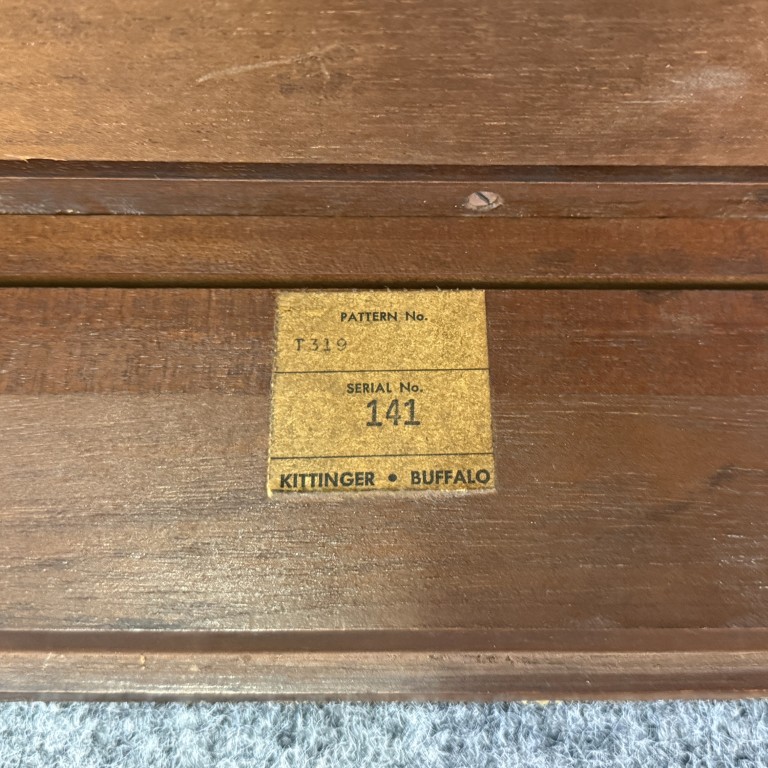 PATTERN No.
T319
SERIAL No.
141
KITTINGER • BUFFALO